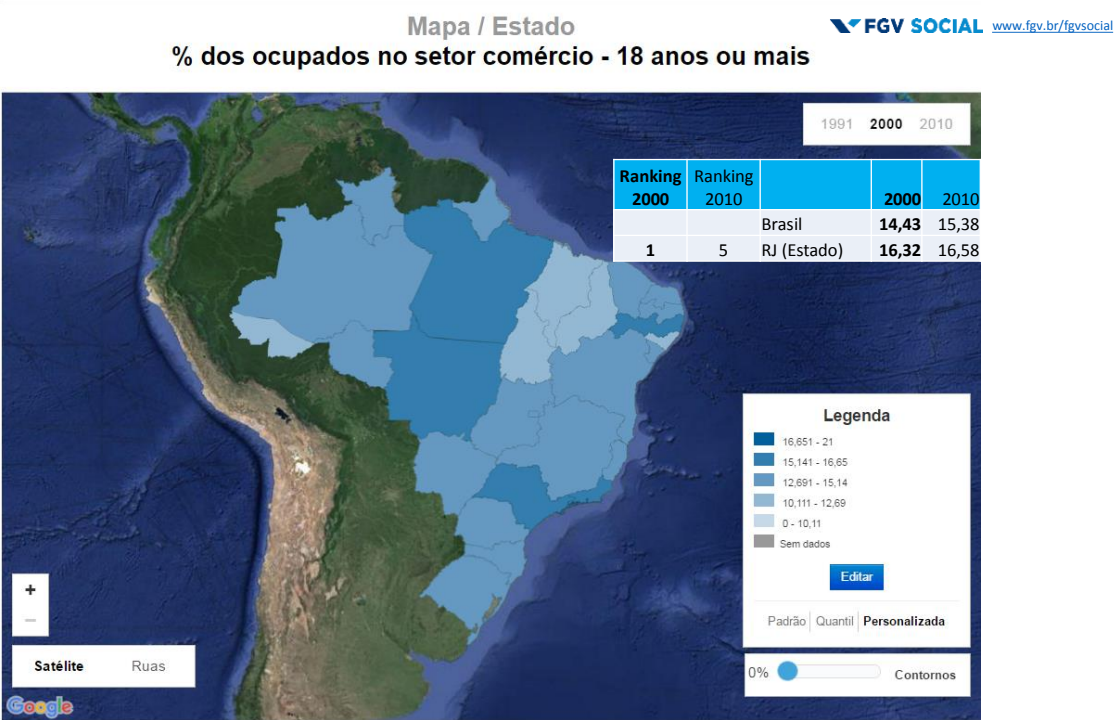 Mapa / Estado
FGV SOCIAL www.fgv.br/fgvsocial
% dos ocupados no setor comércio - 18 anos ou mais
1991 2000 2010
Ranking 2000 Ranking 2010 2000 2010
Brasil 14,43 15,38
1 5 RJ (Estado) 16,32 16,58
Legenda
16,651 - 21
15,141 - 16,65
12,691 - 15,14
10,111 - 12,69
0 - 10,11
Sem dados
Editar
Padrão Quantil Personalizada
0% Contornos
+
−
Satélite Ruas
Google